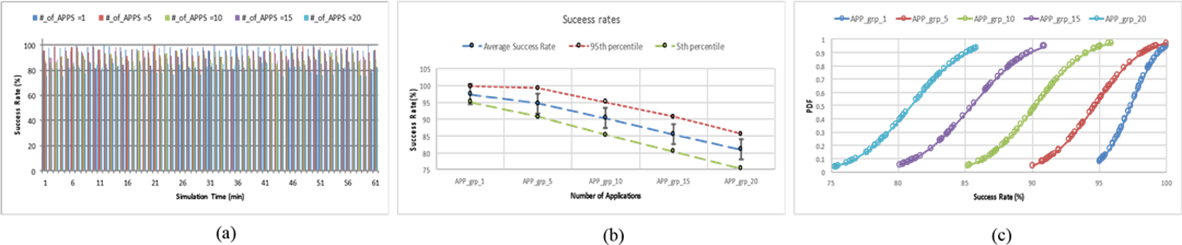 #_of_APPS =1 #_of_APPS =5 #_of_APPS =10 #_of_APPS =15 #_of_APPS =20
Success Rate (%)
100
80
60
40
20
0
1 6 11 16 21 26 31 36 41 46 51 56 61
Simulation Time (min)
(a)
Suceess rates
Average Success Rate 95th percentile 5th percentile
Success Rate(%)
105
100
95
90
85
80
75
APP_grp_1 APP_grp_5 APP_grp_10 APP_grp_15 APP_grp_20
Number of Applications
(b)
APP_grp_1 APP_grp_5 APP_grp_10 APP_grp_15 APP_grp_20
PDF
1
0.9
0.8
0.7
0.6
0.5
0.4
0.3
0.2
0.1
0
75 80 85 90 95 100
Success Rate (%)
(c)